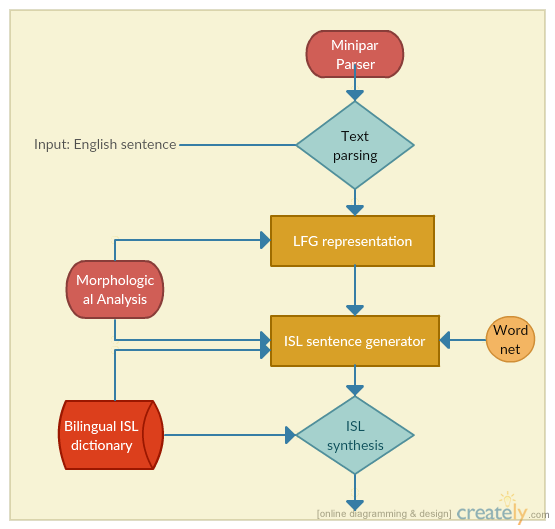 Minipar
Parser
Input: English sentence
Text
parsing
LFG representation
Morphologic
al Analysis
ISL sentence generator
Word
net
Bilingual ISL
dictionary
ISL
synthesis
[online diagramming & design] creately.com